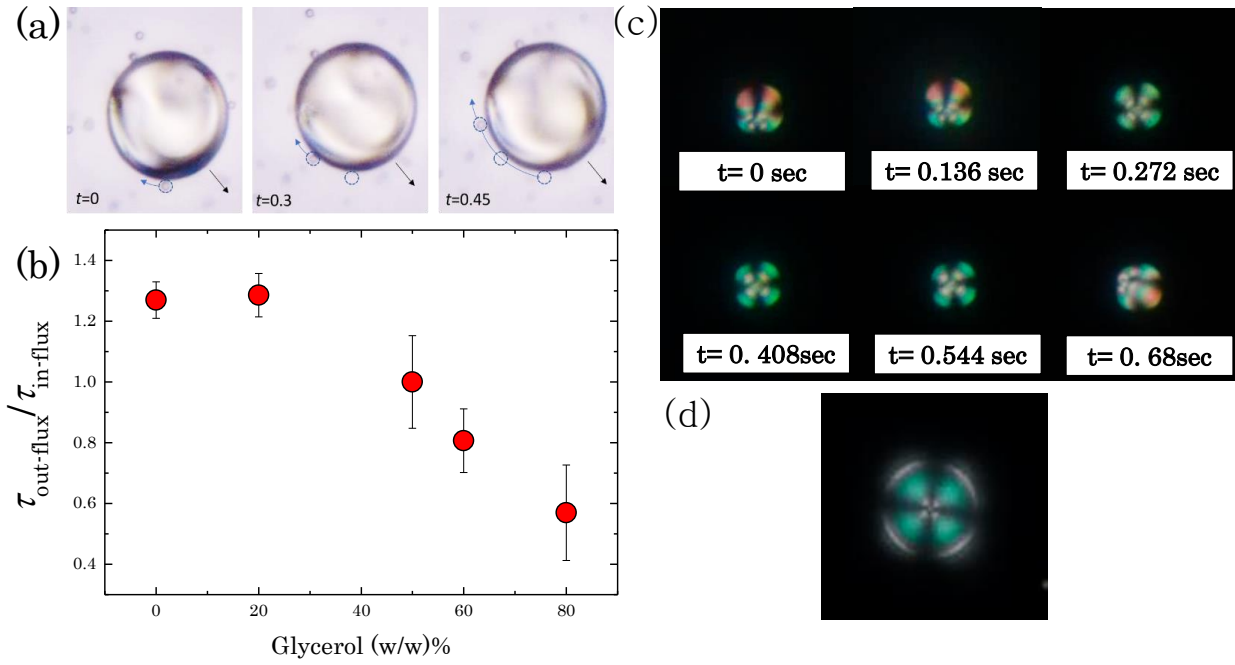 (a)
t=0
t=0.3
t=0.45
(b)
τout-flux/τin-flux
1.4
1.2
1.0
0.8
0.6
0.4
0
20
40
60
80
Glycerol (w/w)%
(c)
t= 0 sec
t= 0.136 sec
t= 0.272 sec
t= 0. 408sec
t= 0.544 sec
t= 0. 68sec
(d)